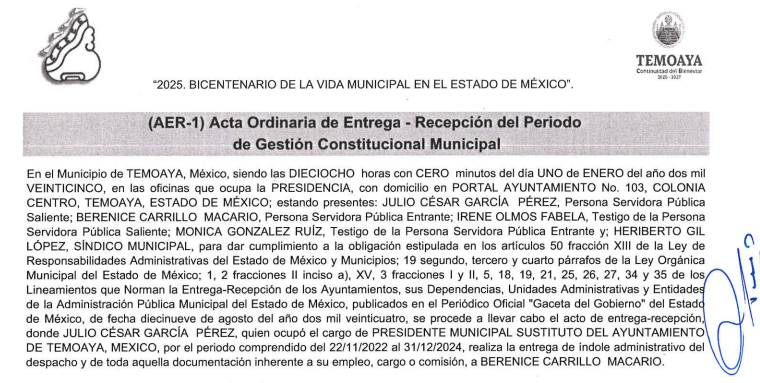 TEMOAYA
Continuidad del Bienestar
2025 - 2027
"2025. BICENTENARIO DE LA VIDA MUNICIPAL EN EL ESTADO DE MÉXICO".
(AER-1) Acta Ordinaria de Entrega - Recepción del Periodo
de Gestión Constitucional Municipal
En el Municipio de TEMOAYA, México, siendo las DIECIOCHO horas con CERO minutos del día UNO de ENERO del año dos mil
VEINTICINCO, en las oficinas que ocupa la PRESIDENCIA, con domicilio en PORTAL AYUNTAMIENTO No. 103, COLONIA
CENTRO, TEMOAYA, ESTADO DE MÉXICO; estando presentes: JULIO CÉSAR GARCÍA PÉREZ, Persona Servidora Pública
Saliente; BERENICE CARRILLO MACARIO, Persona Servidora Pública Entrante; IRENE OLMOS FABELA, Testigo de la Persona
Servidora Pública Saliente; MONICA GONZALEZ RUÍZ, Testigo de la Persona Servidora Pública Entrante y; HERIBERTO GIL
LÓPEZ, SÍNDICO MUNICIPAL, para dar cumplimiento a la obligación estipulada en los artículos 50 fracción XIII de la Ley de
Responsabilidades Administrativas del Estado de México y Municipios; 19 segundo, tercero y cuarto párrafos de la Ley Orgánica
Municipal del Estado de México; 1, 2 fracciones II inciso a), XV, 3 fracciones I y II, 5, 18, 19, 21, 25, 26, 27, 34 y 35 de los
Lineamientos que Norman la Entrega-Recepción de los Ayuntamientos, sus Dependencias, Unidades Administrativas y Entidades
de la Administración Pública Municipal del Estado de México, publicados en el Periódico Oficial "Gaceta del Gobierno" del Estado
de México, de fecha diecinueve de agosto del año dos mil veinticuatro, se procede a llevar cabo el acto de entrega-recepción,
donde JULIO CÉSAR GARCÍA PÉREZ, quien ocupó el cargo de PRESIDENTE MUNICIPAL SUSTITUTO DEL AYUNTAMIENTO
DE TEMOAYA, MEXICO, por el periodo comprendido del 22/11/2022 al 31/12/2024, realiza la entrega de índole administrativo del
despacho y de toda aquella documentación inherente a su empleo, cargo o comisión, a BERENICE CARRILLO MACARIO.